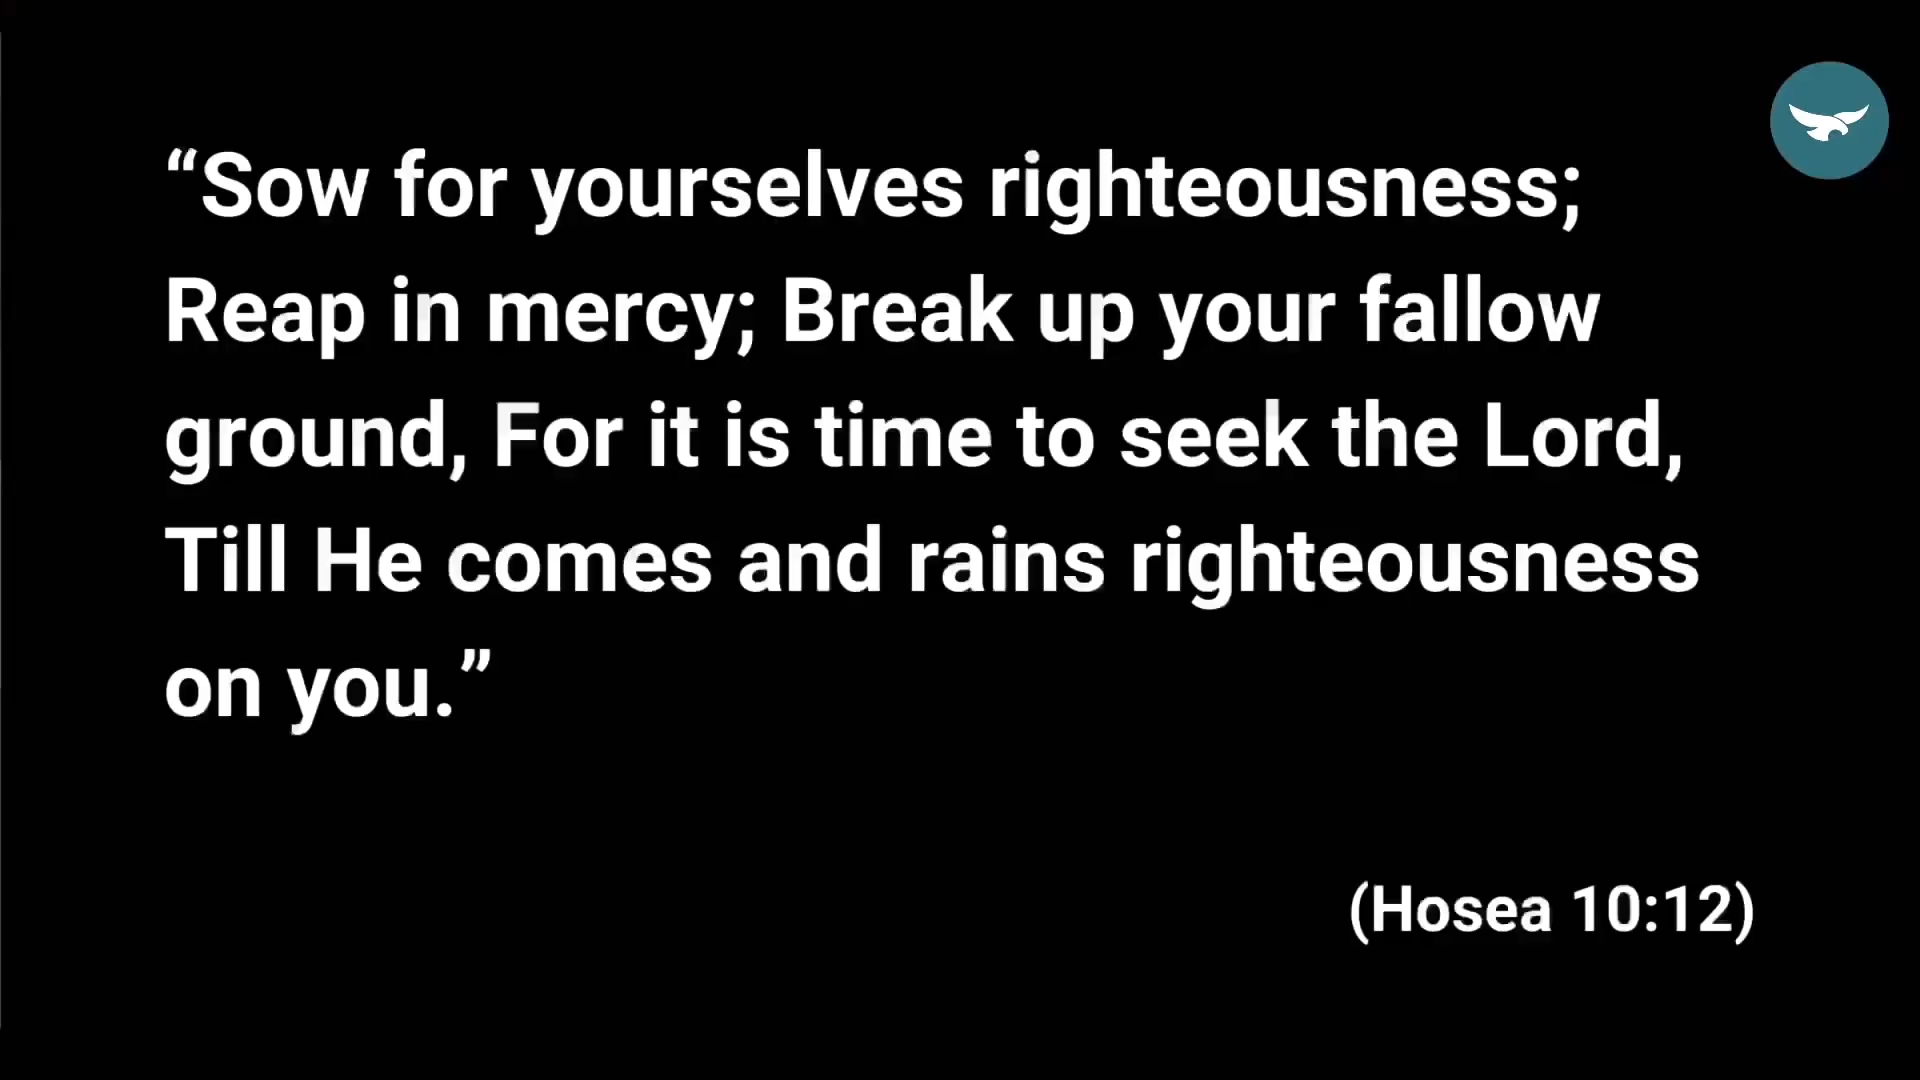 “Sow for yourselves righteousness;
Reap in mercy; Break up your fallow
ground, For it is time to seek the Lord,
Till He comes and rains righteousness
on you.”
(Hosea 10:12)